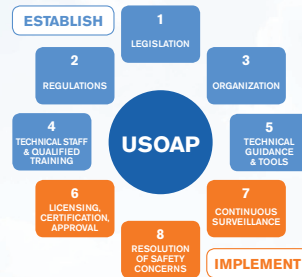 ESTABLISH
1
LEGISLATION
2
REGULATIONS
3
ORGANIZATION
4
TECHNICAL STAFF
& QUALIFIED
TRAINING
USOAP
5
TECHNICAL
GUIDANCE
& TOOLS
6
LICENSING,
CERTIFICATION,
APPROVAL
7
CONTINUOUS
SURVEILLANCE
8
RESOLUTION
OF SAFETY
CONCERNS
IMPLEMENT